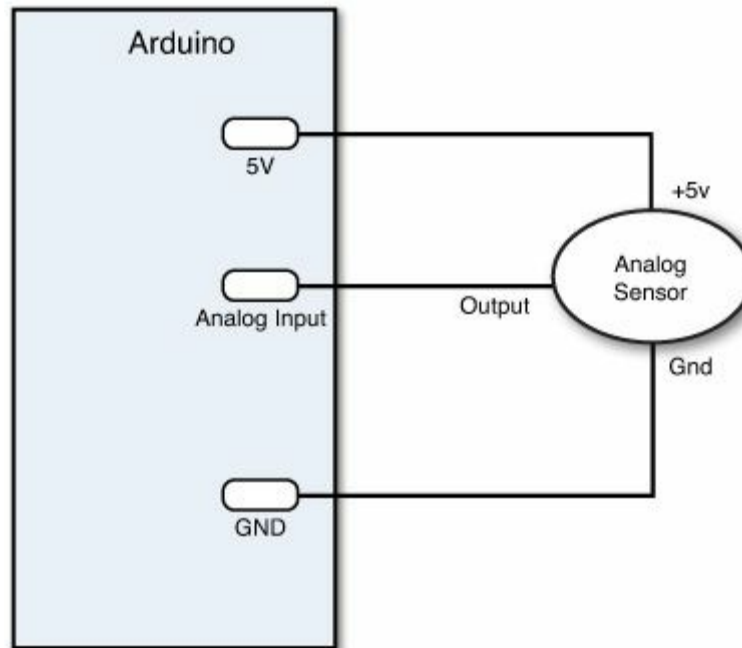 Arduino
5V
+5v
Analog
Sensor
Analog Input
Output
Gnd
GND